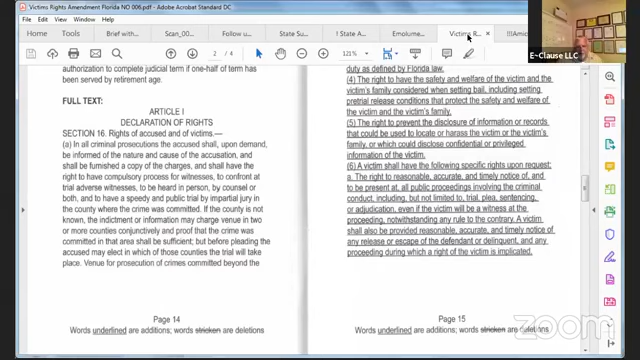 Victims Rights Amendment Florida NO 006.pdf - Adobe Acrobat Standard DC
File Edit View Window Help
Home Tools Brief with... Scan_00... Follow u... State Su... ! State A... Emolume... Victims R... !!!Amic
2 / 4 121%
E-Clause LLC
authorization to complete judicial term if one-half of term has
been served by retirement age.
FULL TEXT:
ARTICLE I
DECLARATION OF RIGHTS
SECTION 16. Rights of accused and of victims.—
(a) In all criminal prosecutions the accused shall, upon demand,
be informed of the nature and cause of the accusation, and
shall be furnished a copy of the charges, and shall have the
right to have compulsory process for witnesses, to confront at
trial adverse witnesses, to be heard in person, by counsel or
both, and to have a speedy and public trial by impartial jury in
the county where the crime was committed. If the county is not
known, the indictment or information may charge venue in two
or more counties conjunctively and proof that the crime was
committed in that area shall be sufficient; but before pleading the
accused may elect in which of those counties the trial will take
place. Venue for prosecution of crimes committed beyond the
Page 14
Words underlined are additions; words stricken are deletions
duty as defined by Florida law.
(4) The right to have the safety and welfare of the victim and the
victim's family considered when setting bail, including setting
pretrial release conditions that protect the safety and welfare of
the victim and the victim's family.
(5) The right to prevent the disclosure of information or records
that could be used to locate or harass the victim or the victim's
family, or which could disclose confidential or privileged
information of the victim.
(6) A victim shall have the following specific rights upon request:
a. The right to reasonable, accurate, and timely notice of, and
to be present at, all public proceedings involving the criminal
conduct, including, but not limited to, trial, plea, sentencing,
or adjudication, even if the victim will be a witness at the
proceeding, notwithstanding any rule to the contrary. A victim
shall also be provided reasonable, accurate, and timely notice of
any release or escape of the defendant or delinquent, and any
proceeding during which a right of the victim is implicated.
Page 15
Words underlined are additions; words stricken are deletions
zoom